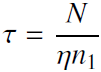 τ = N / ηn₁